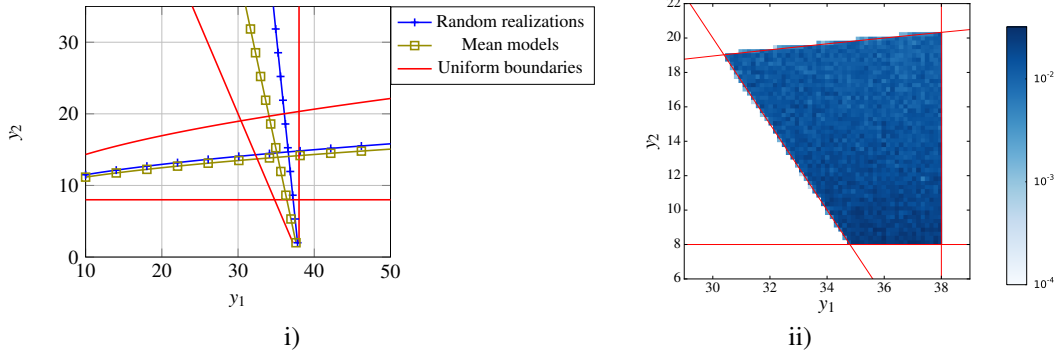 Random realizations
Mean models
Uniform boundaries
30
20
10
0
y2
10
20
30
40
50
y1
i)
22
20
18
16
14
12
10
8
6
y2
30
32
34
36
38
y1
10^-2
10^-3
10^-4
ii)